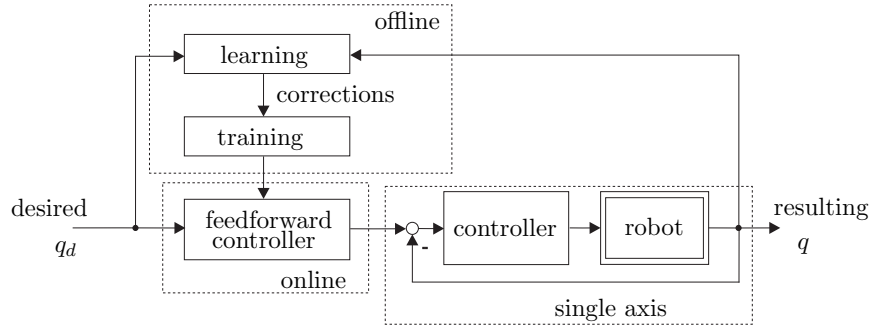 offline
learning
corrections
training
desired
q_d
feedforward
controller
online
-
controller
robot
single axis
resulting
q